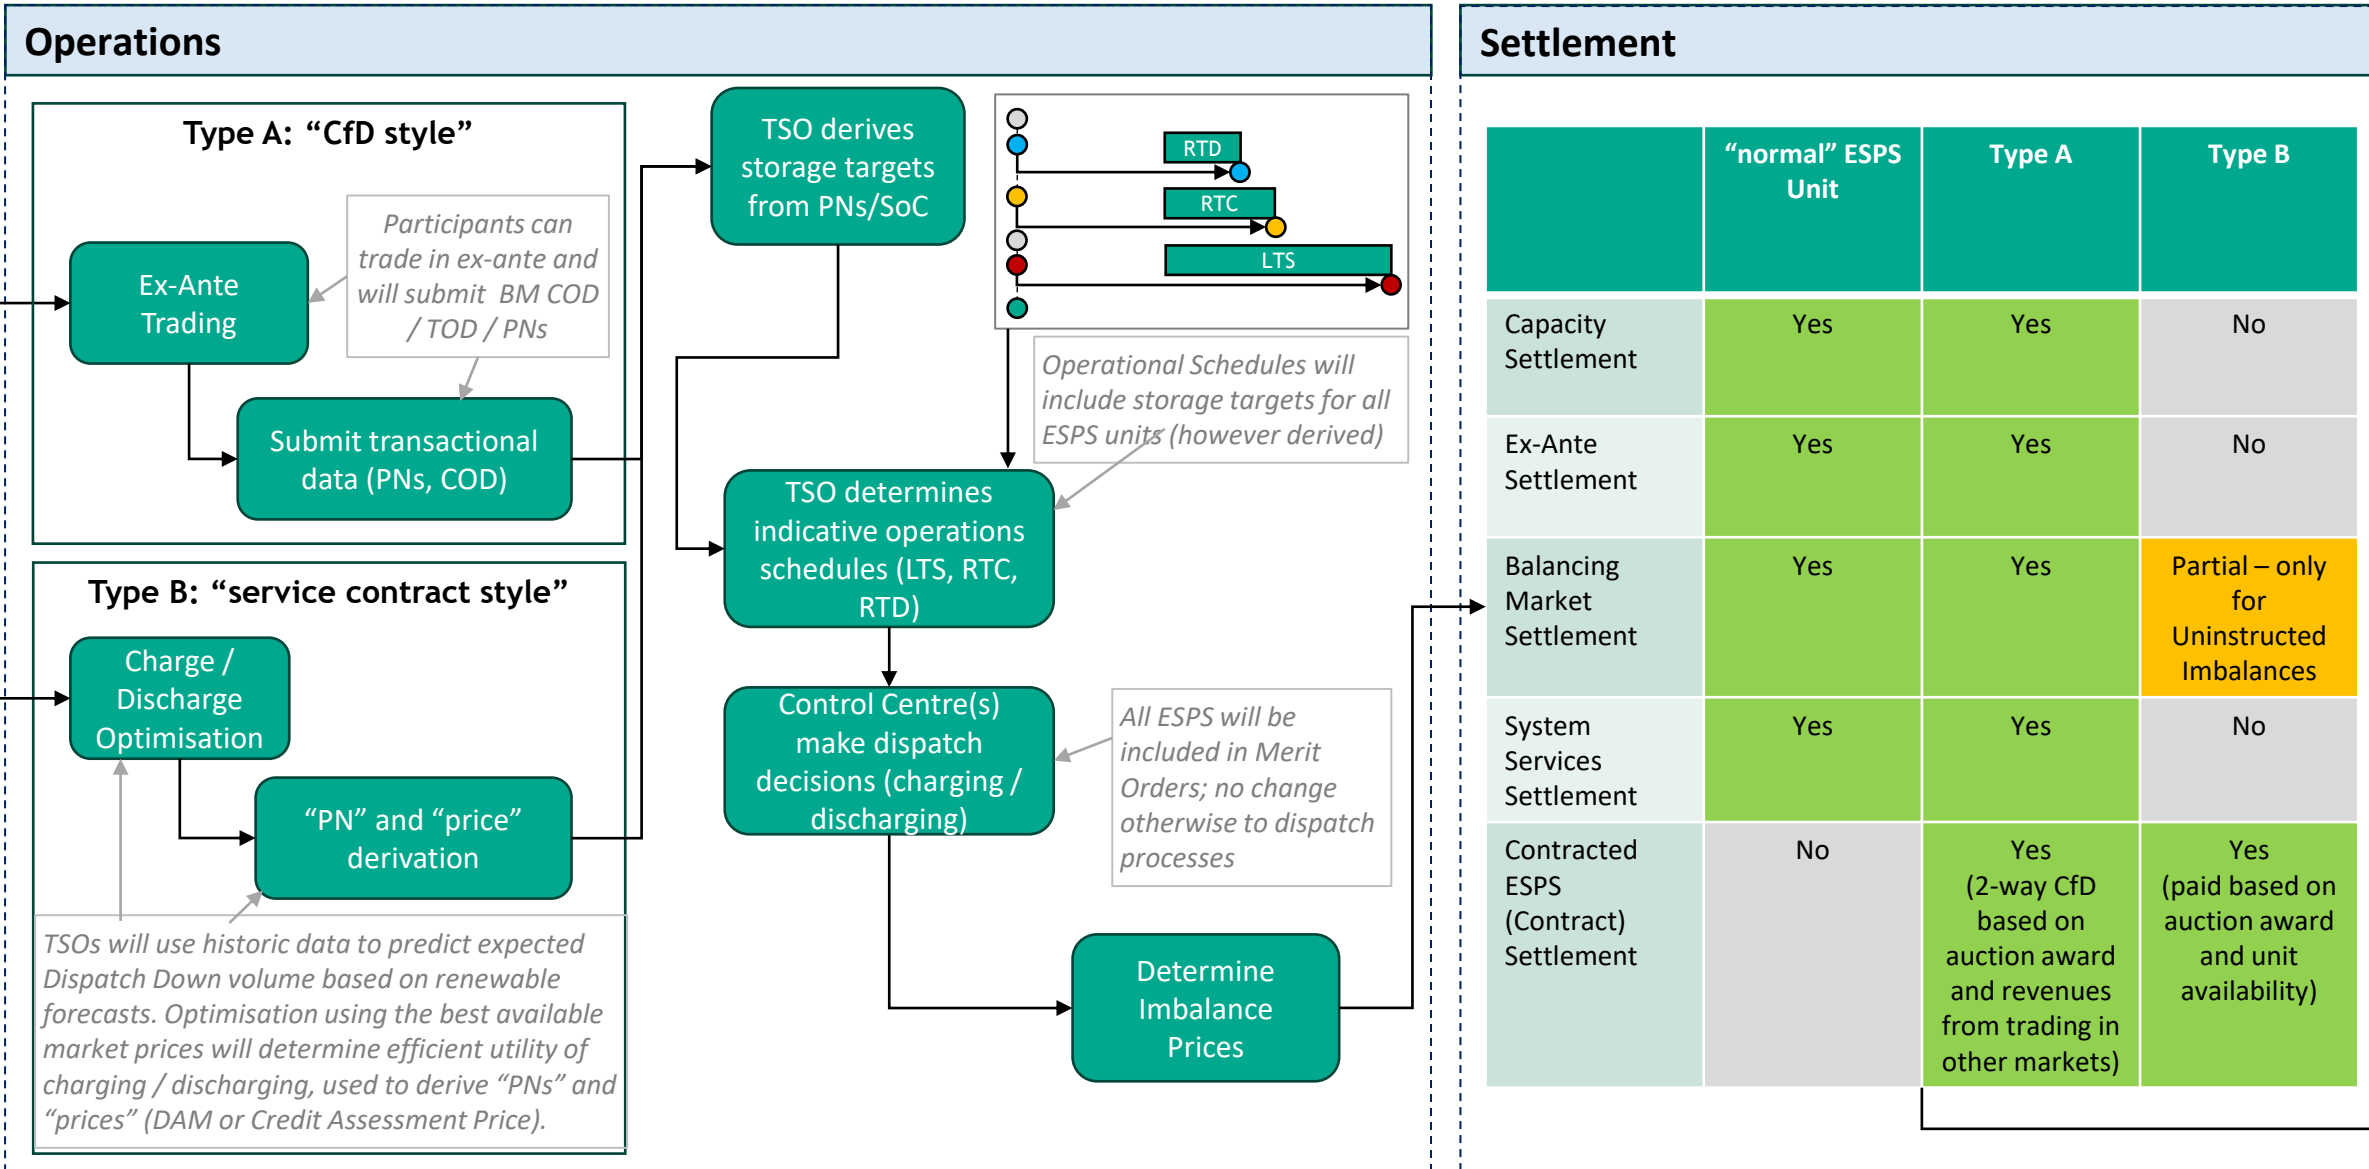 Operations
Type A: “CfD style”
Participants can
trade in ex-ante and
will submit  BM COD
/ TOD / PNs
Ex-Ante
Trading
Submit transactional
data (PNs, COD)
Type B: “service contract style”
Charge /
Discharge
Optimisation
“PN” and “price”
derivation
TSOs will use historic data to predict expected
Dispatch Down volume based on renewable
forecasts. Optimisation using the best available
market prices will determine efficient utility of
charging / discharging, used to derive “PNs” and
“prices” (DAM or Credit Assessment Price).
TSO derives
storage targets
from PNs/SoC
RTD
RTC
LTS
Operational Schedules will
include storage targets for all
ESPS units (however derived)
TSO determines
indicative operations
schedules (LTS, RTC,
RTD)
Control Centre(s)
make dispatch
decisions (charging /
discharging)
All ESPS will be
included in Merit
Orders; no change
otherwise to dispatch
processes
Determine
Imbalance
Prices
Settlement
“normal” ESPS
Unit
Type A
Type B
Capacity
Settlement
Yes
Yes
No
Ex-Ante
Settlement
Yes
Yes
No
Balancing
Market
Settlement
Yes
Yes
Partial – only
for
Uninstructed
Imbalances
System
Services
Settlement
Yes
Yes
No
Contracted
ESPS
(Contract)
Settlement
No
Yes
(2-way CfD
based on
auction award
and revenues
from trading in
other markets)
Yes
(paid based on
auction award
and unit
availability)